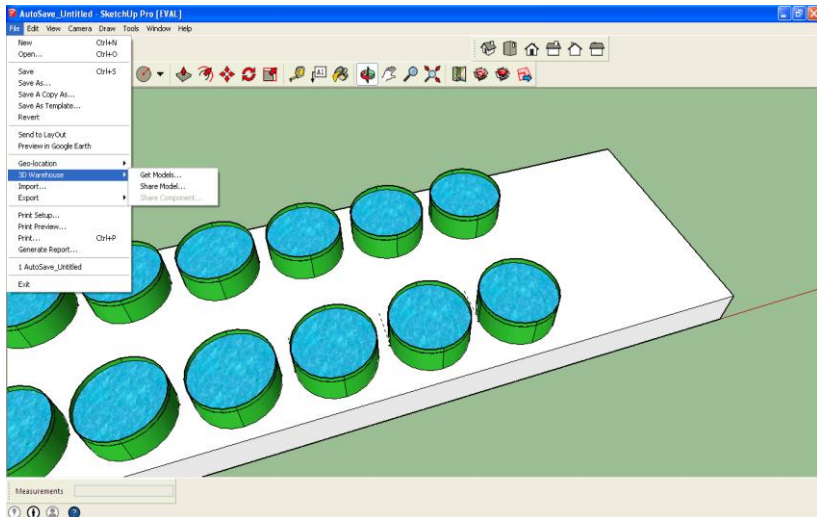 AutoSave_Untitled - SketchUp Pro [EVAL]
File Edit View Camera Draw Tools Window Help
New Ctrl+N
Open... Ctrl+O
Save Ctrl+S
Save As...
Save A Copy As...
Save As Template...
Revert
Send to LayOut
Preview in Google Earth
Geo-location
3D Warehouse
Get Models...
Share Model...
Share Component...
Import...
Export
Print Setup...
Print Preview...
Print... Ctrl+P
Generate Report...
1 AutoSave_Untitled
Exit
A1
Measurements